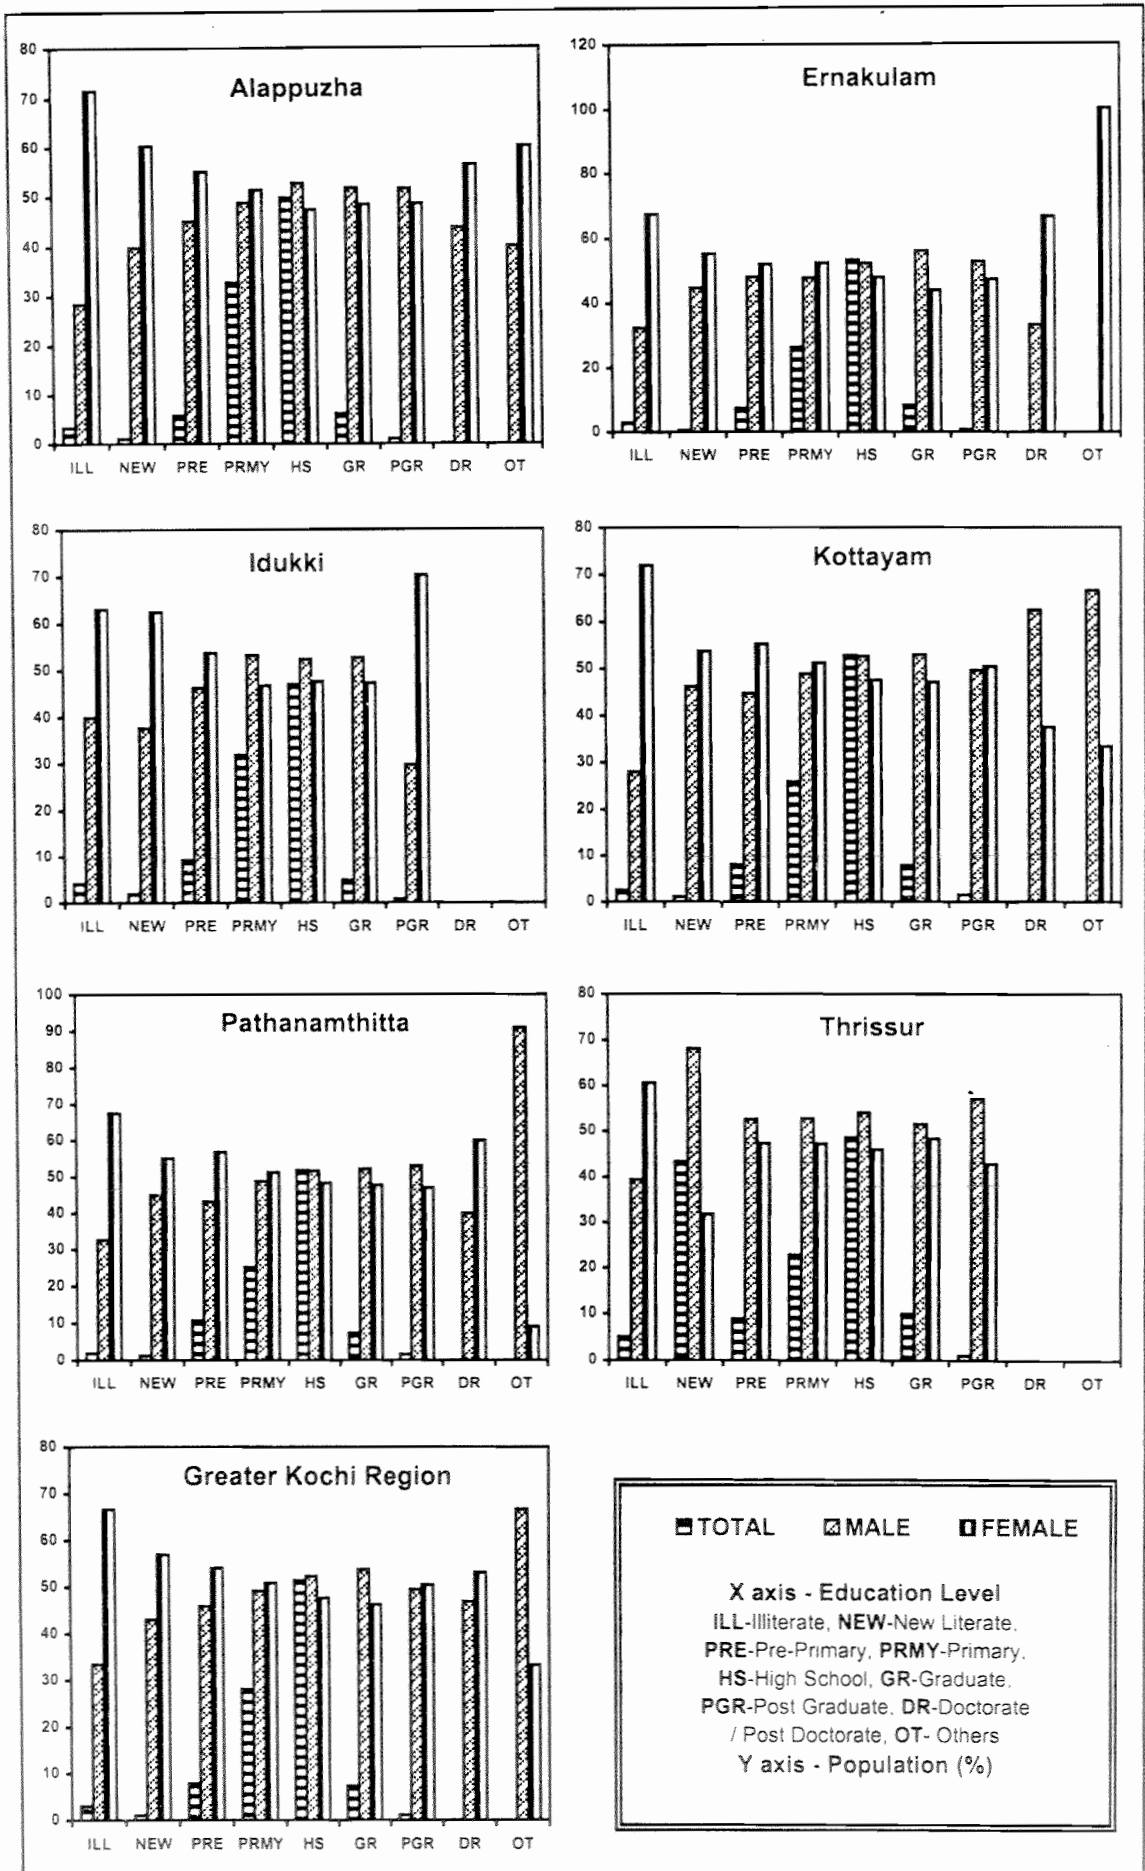 Alappuzha
80
70
60
50
40
30
20
10
0
ILL NEW PRE PRMY HS GR PGR DR OT
Ernakulam
120
100
80
60
40
20
0
ILL NEW PRE PRMY HS GR PGR DR OT
Idukki
80
70
60
50
40
30
20
10
0
ILL NEW PRE PRMY HS GR PGR DR OT
Kottayam
80
70
60
50
40
30
20
10
0
ILL NEW PRE PRMY HS GR PGR DR OT
Pathanamthitta
100
90
80
70
60
50
40
30
20
10
0
ILL NEW PRE PRMY HS GR PGR DR OT
Thrissur
80
70
60
50
40
30
20
10
0
ILL NEW PRE PRMY HS GR PGR DR OT
Greater Kochi Region
80
70
60
50
40
30
20
10
0
ILL NEW PRE PRMY HS GR PGR DR OT
TOTAL MALE FEMALE
X axis - Education Level
ILL-Illiterate, NEW-New Literate,
PRE-Pre-Primary, PRMY-Primary,
HS-High School, GR-Graduate,
PGR-Post Graduate, DR-Doctorate
/ Post Doctorate, OT- Others
Y axis - Population (%)